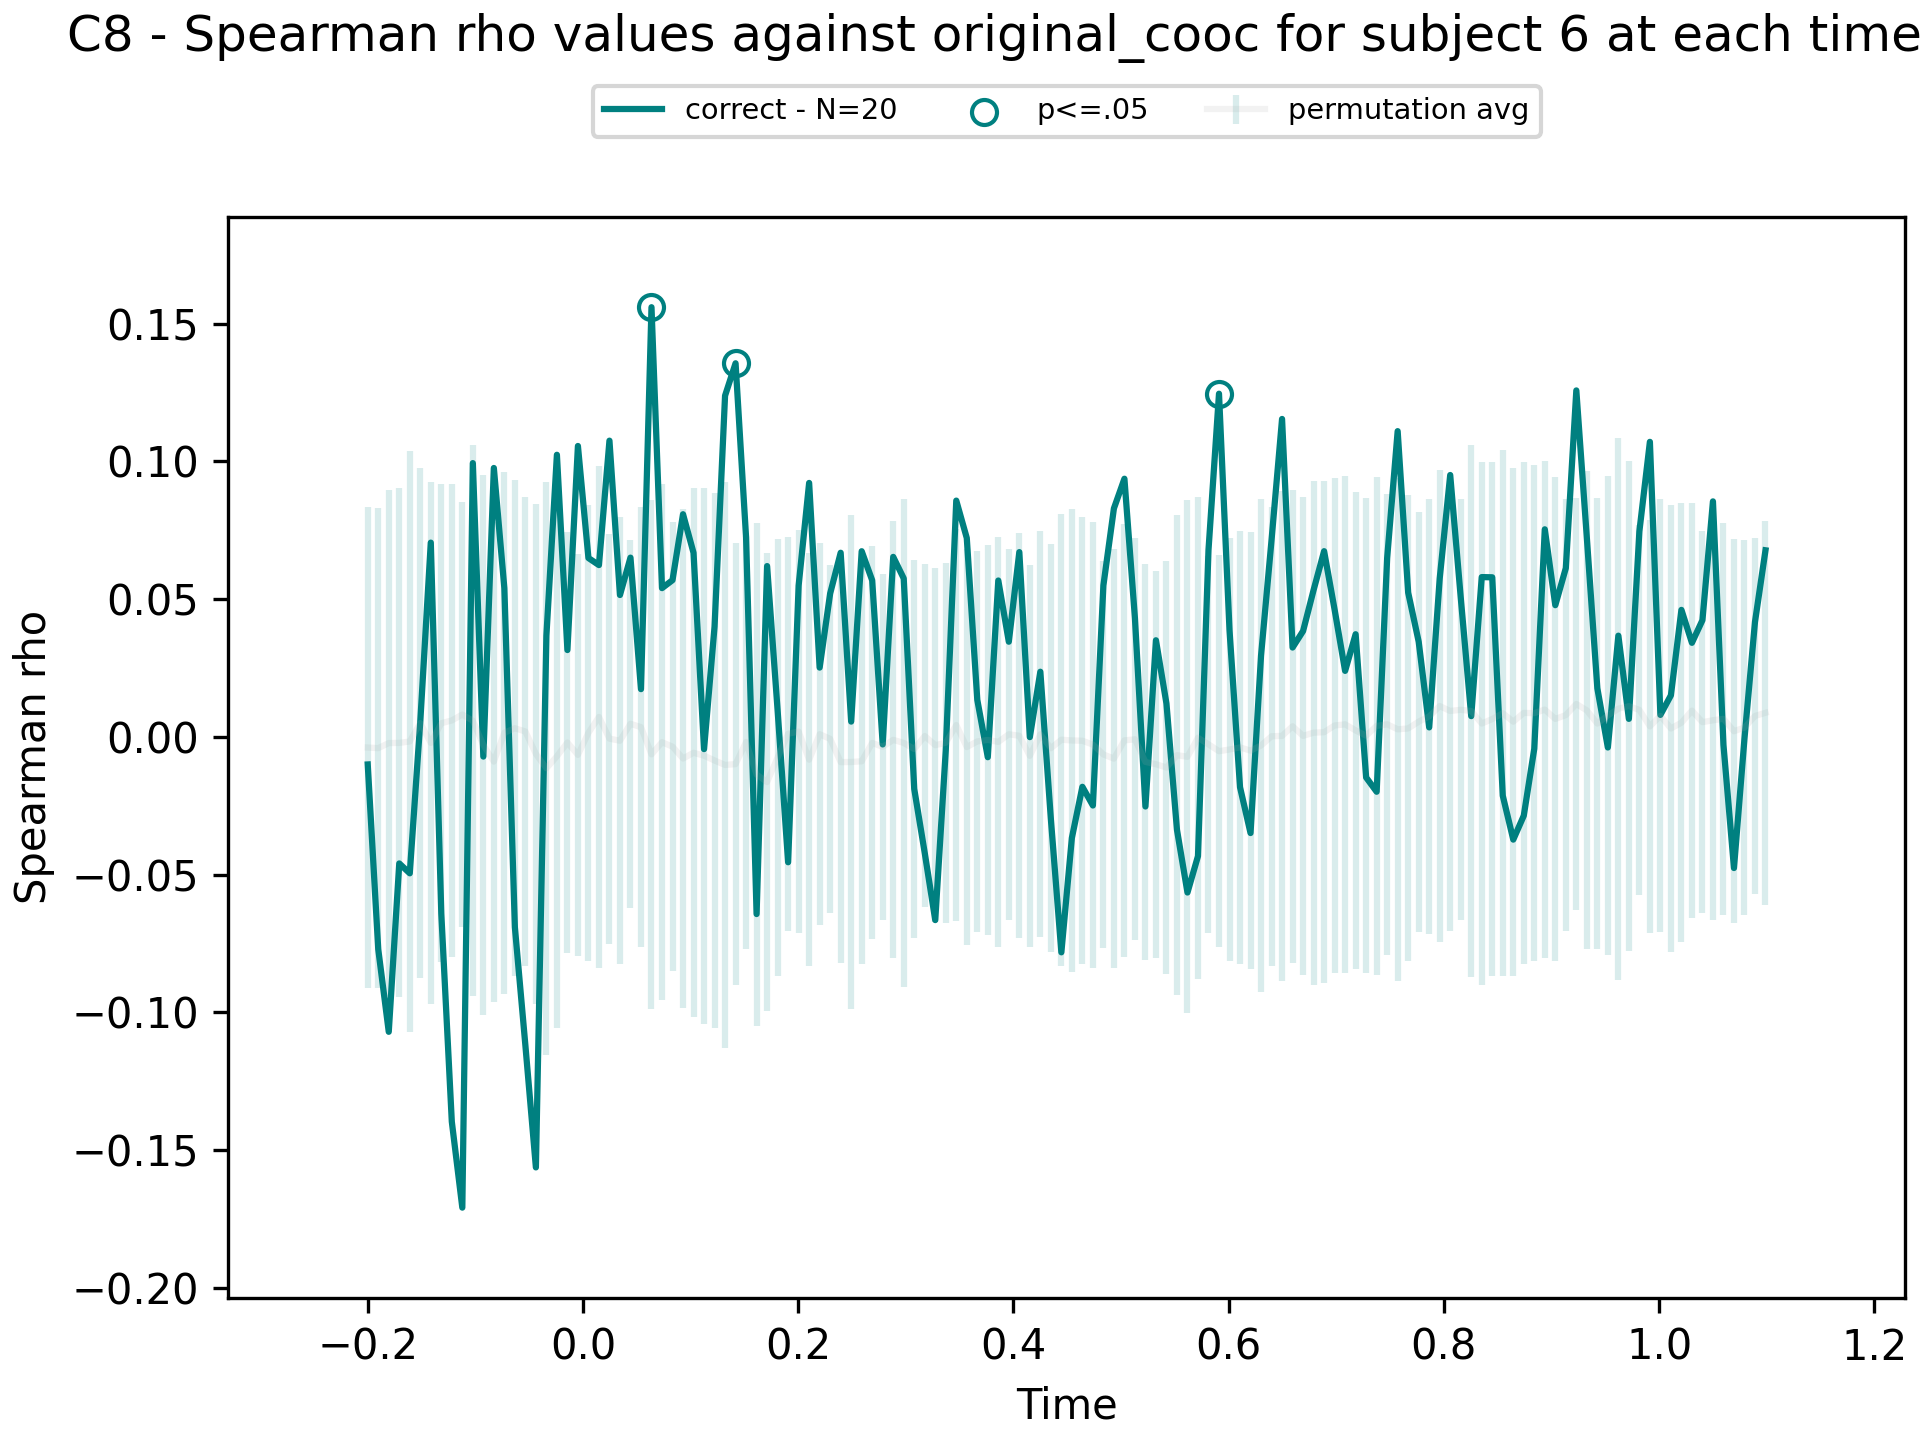 C8 - Spearman rho values against original_cooc for subject 6 at each time
correct - N=20 p<=.05 permutation avg
0.15
0.10
0.05
0.00
−0.05
−0.10
−0.15
−0.20
Spearman rho
−0.2 0.0 0.2 0.4 0.6 0.8 1.0 1.2
Time